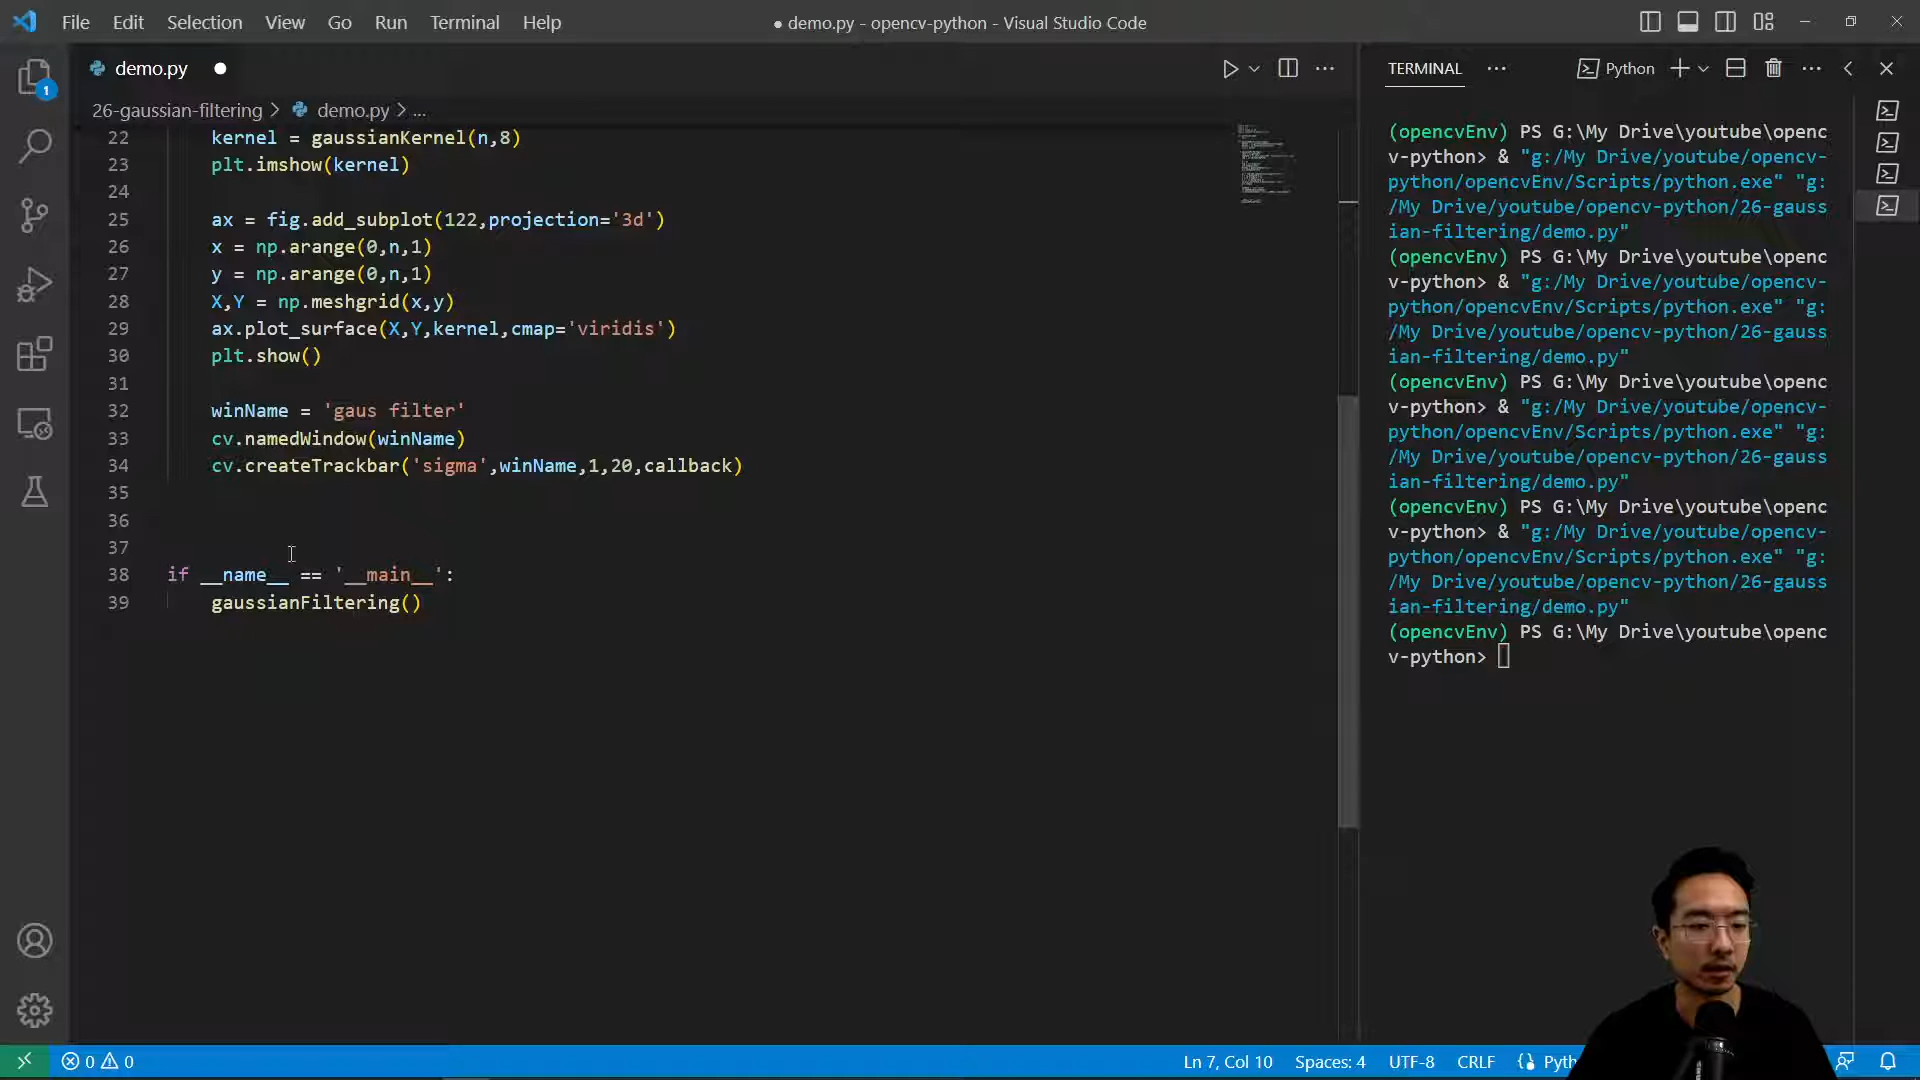 File Edit Selection View Go Run Terminal Help
● demo.py - opencv-python - Visual Studio Code
demo.py ●
26-gaussian-filtering > demo.py > ...
22 kernel = gaussianKernel(n,8)
23 plt.imshow(kernel)
24
25 ax = fig.add_subplot(122,projection='3d')
26 x = np.arange(0,n,1)
27 y = np.arange(0,n,1)
28 X,Y = np.meshgrid(x,y)
29 ax.plot_surface(X,Y,kernel,cmap='viridis')
30 plt.show()
31
32 winName = 'gaus filter'
33 cv.namedWindow(winName)
34 cv.createTrackbar('sigma',winName,1,20,callback)
35
36
37
38 if __name__ == '__main__':
39 gaussianFiltering()
TERMINAL ... Python
(opencvEnv) PS G:\My Drive\youtube\openc
v-python> & "g:/My Drive/youtube/opencv-
python/opencvEnv/Scripts/python.exe" "g:
/My Drive/youtube/opencv-python/26-gauss
ian-filtering/demo.py"
(opencvEnv) PS G:\My Drive\youtube\openc
v-python> & "g:/My Drive/youtube/opencv-
python/opencvEnv/Scripts/python.exe" "g:
/My Drive/youtube/opencv-python/26-gauss
ian-filtering/demo.py"
(opencvEnv) PS G:\My Drive\youtube\openc
v-python> & "g:/My Drive/youtube/opencv-
python/opencvEnv/Scripts/python.exe" "g:
/My Drive/youtube/opencv-python/26-gauss
ian-filtering/demo.py"
(opencvEnv) PS G:\My Drive\youtube\openc
v-python> & "g:/My Drive/youtube/opencv-
python/opencvEnv/Scripts/python.exe" "g:
/My Drive/youtube/opencv-python/26-gauss
ian-filtering/demo.py"
(opencvEnv) PS G:\My Drive\youtube\openc
v-python>
1
0 0
Ln 7, Col 10 Spaces: 4 UTF-8 CRLF Pyth